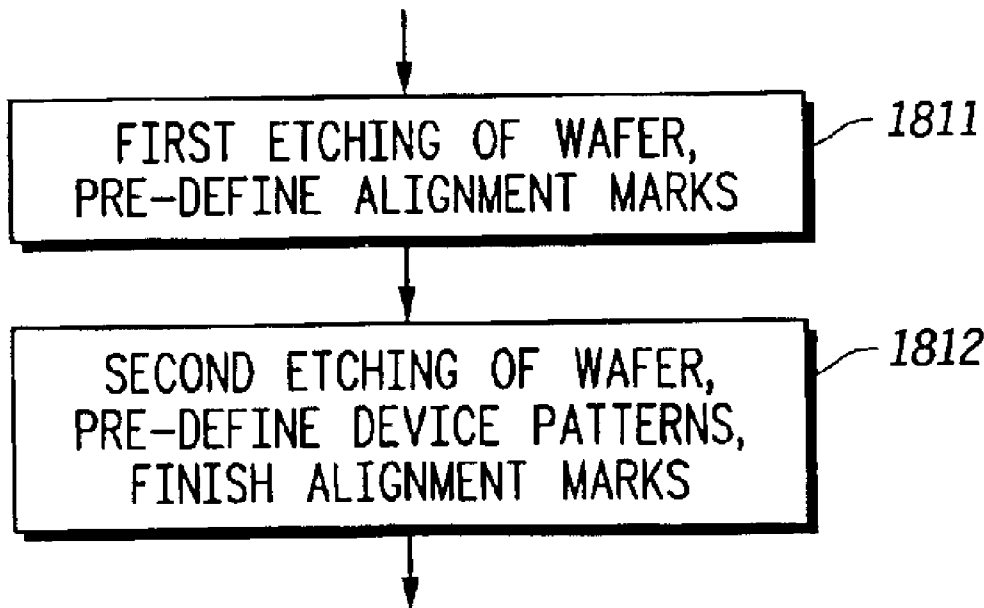 FIRST ETCHING OF WAFER,
PRE-DEFINE ALIGNMENT MARKS
1811
SECOND ETCHING OF WAFER,
PRE-DEFINE DEVICE PATTERNS,
FINISH ALIGNMENT MARKS
1812